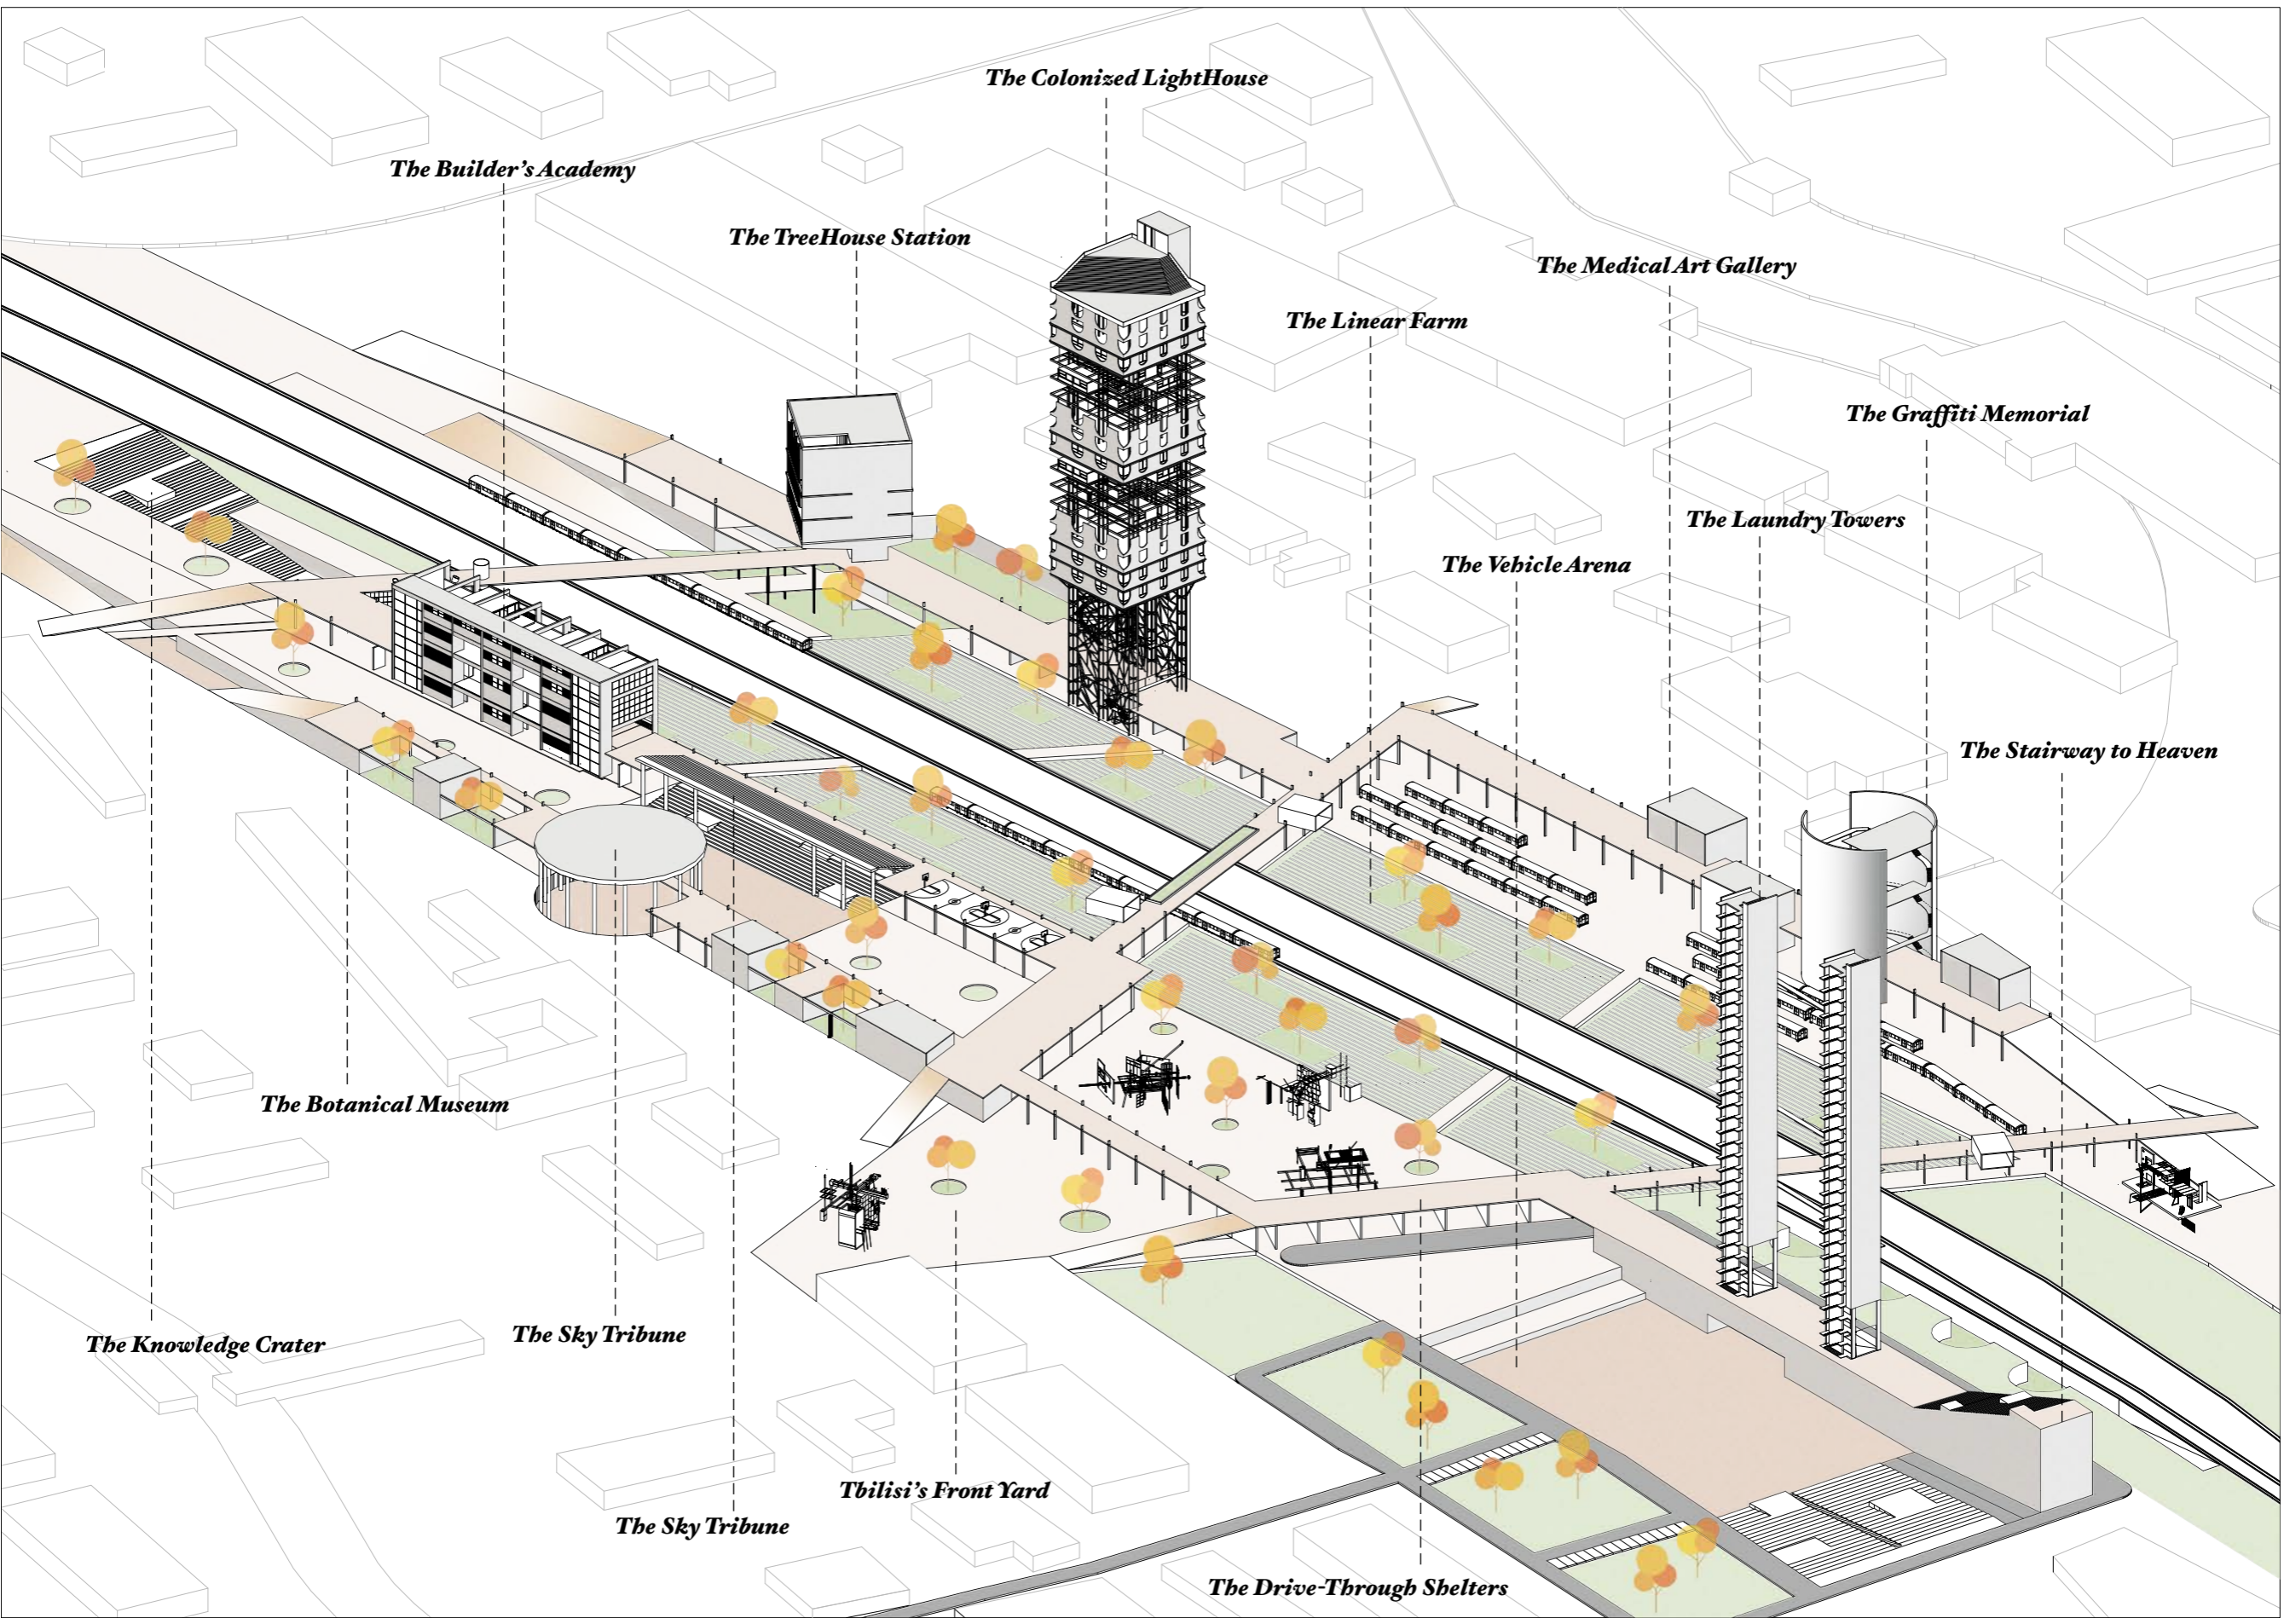 The Colonized LightHouse
The Builder's Academy
The TreeHouse Station
The Medical Art Gallery
The Linear Farm
The Graffiti Memorial
The Laundry Towers
The Vehicle Arena
The Stairway to Heaven
The Botanical Museum
The Sky Tribune
The Knowledge Crater
Tbilisi's Front Yard
The Sky Tribune
The Drive-Through Shelters